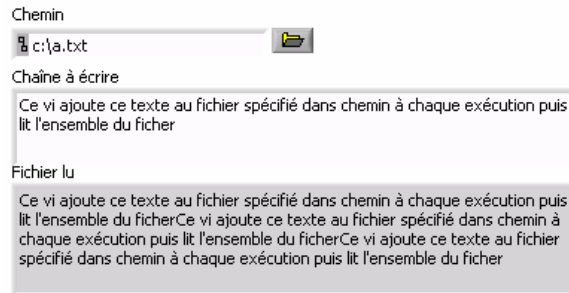 Chemin
c:\a.txt
Chaîne à écrire
Ce vi ajoute ce texte au fichier spécifié dans chemin à chaque exécution puis
lit l'ensemble du ficher
Fichier lu
Ce vi ajoute ce texte au fichier spécifié dans chemin à chaque exécution puis
lit l'ensemble du ficherCe vi ajoute ce texte au fichier spécifié dans chemin à
chaque exécution puis lit l'ensemble du ficherCe vi ajoute ce texte au fichier
spécifié dans chemin à chaque exécution puis lit l'ensemble du ficher